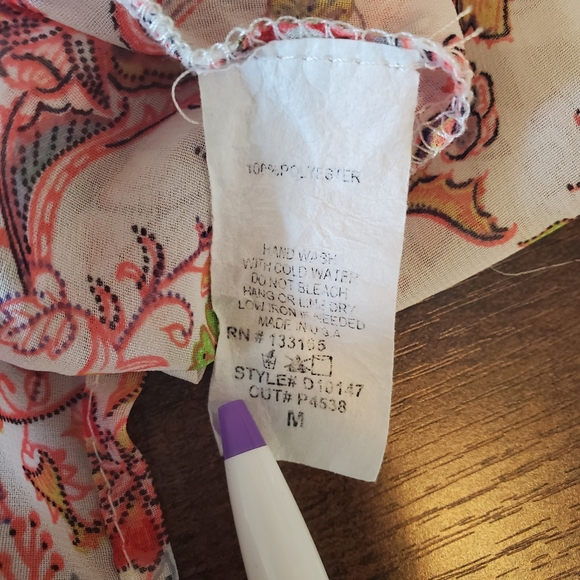 100% POLYESTER
HAND WASH
WITH COLD WATER
DO NOT BLEACH
HANG OR LINE DRY
LOW IRON IF NEEDED
MADE IN U.S.A
RN # 133195
STYLE# D10147
CUT# P4538
M